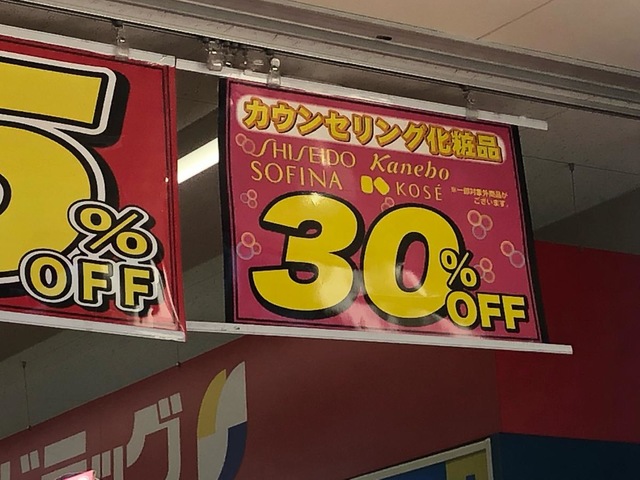 5
%
OFF
カウンセリング化粧品
SHISEIDO Kanebo
SOFINA KOSÉ
※一部対象外商品が
ございます。
30%
OFF
ドラッグ